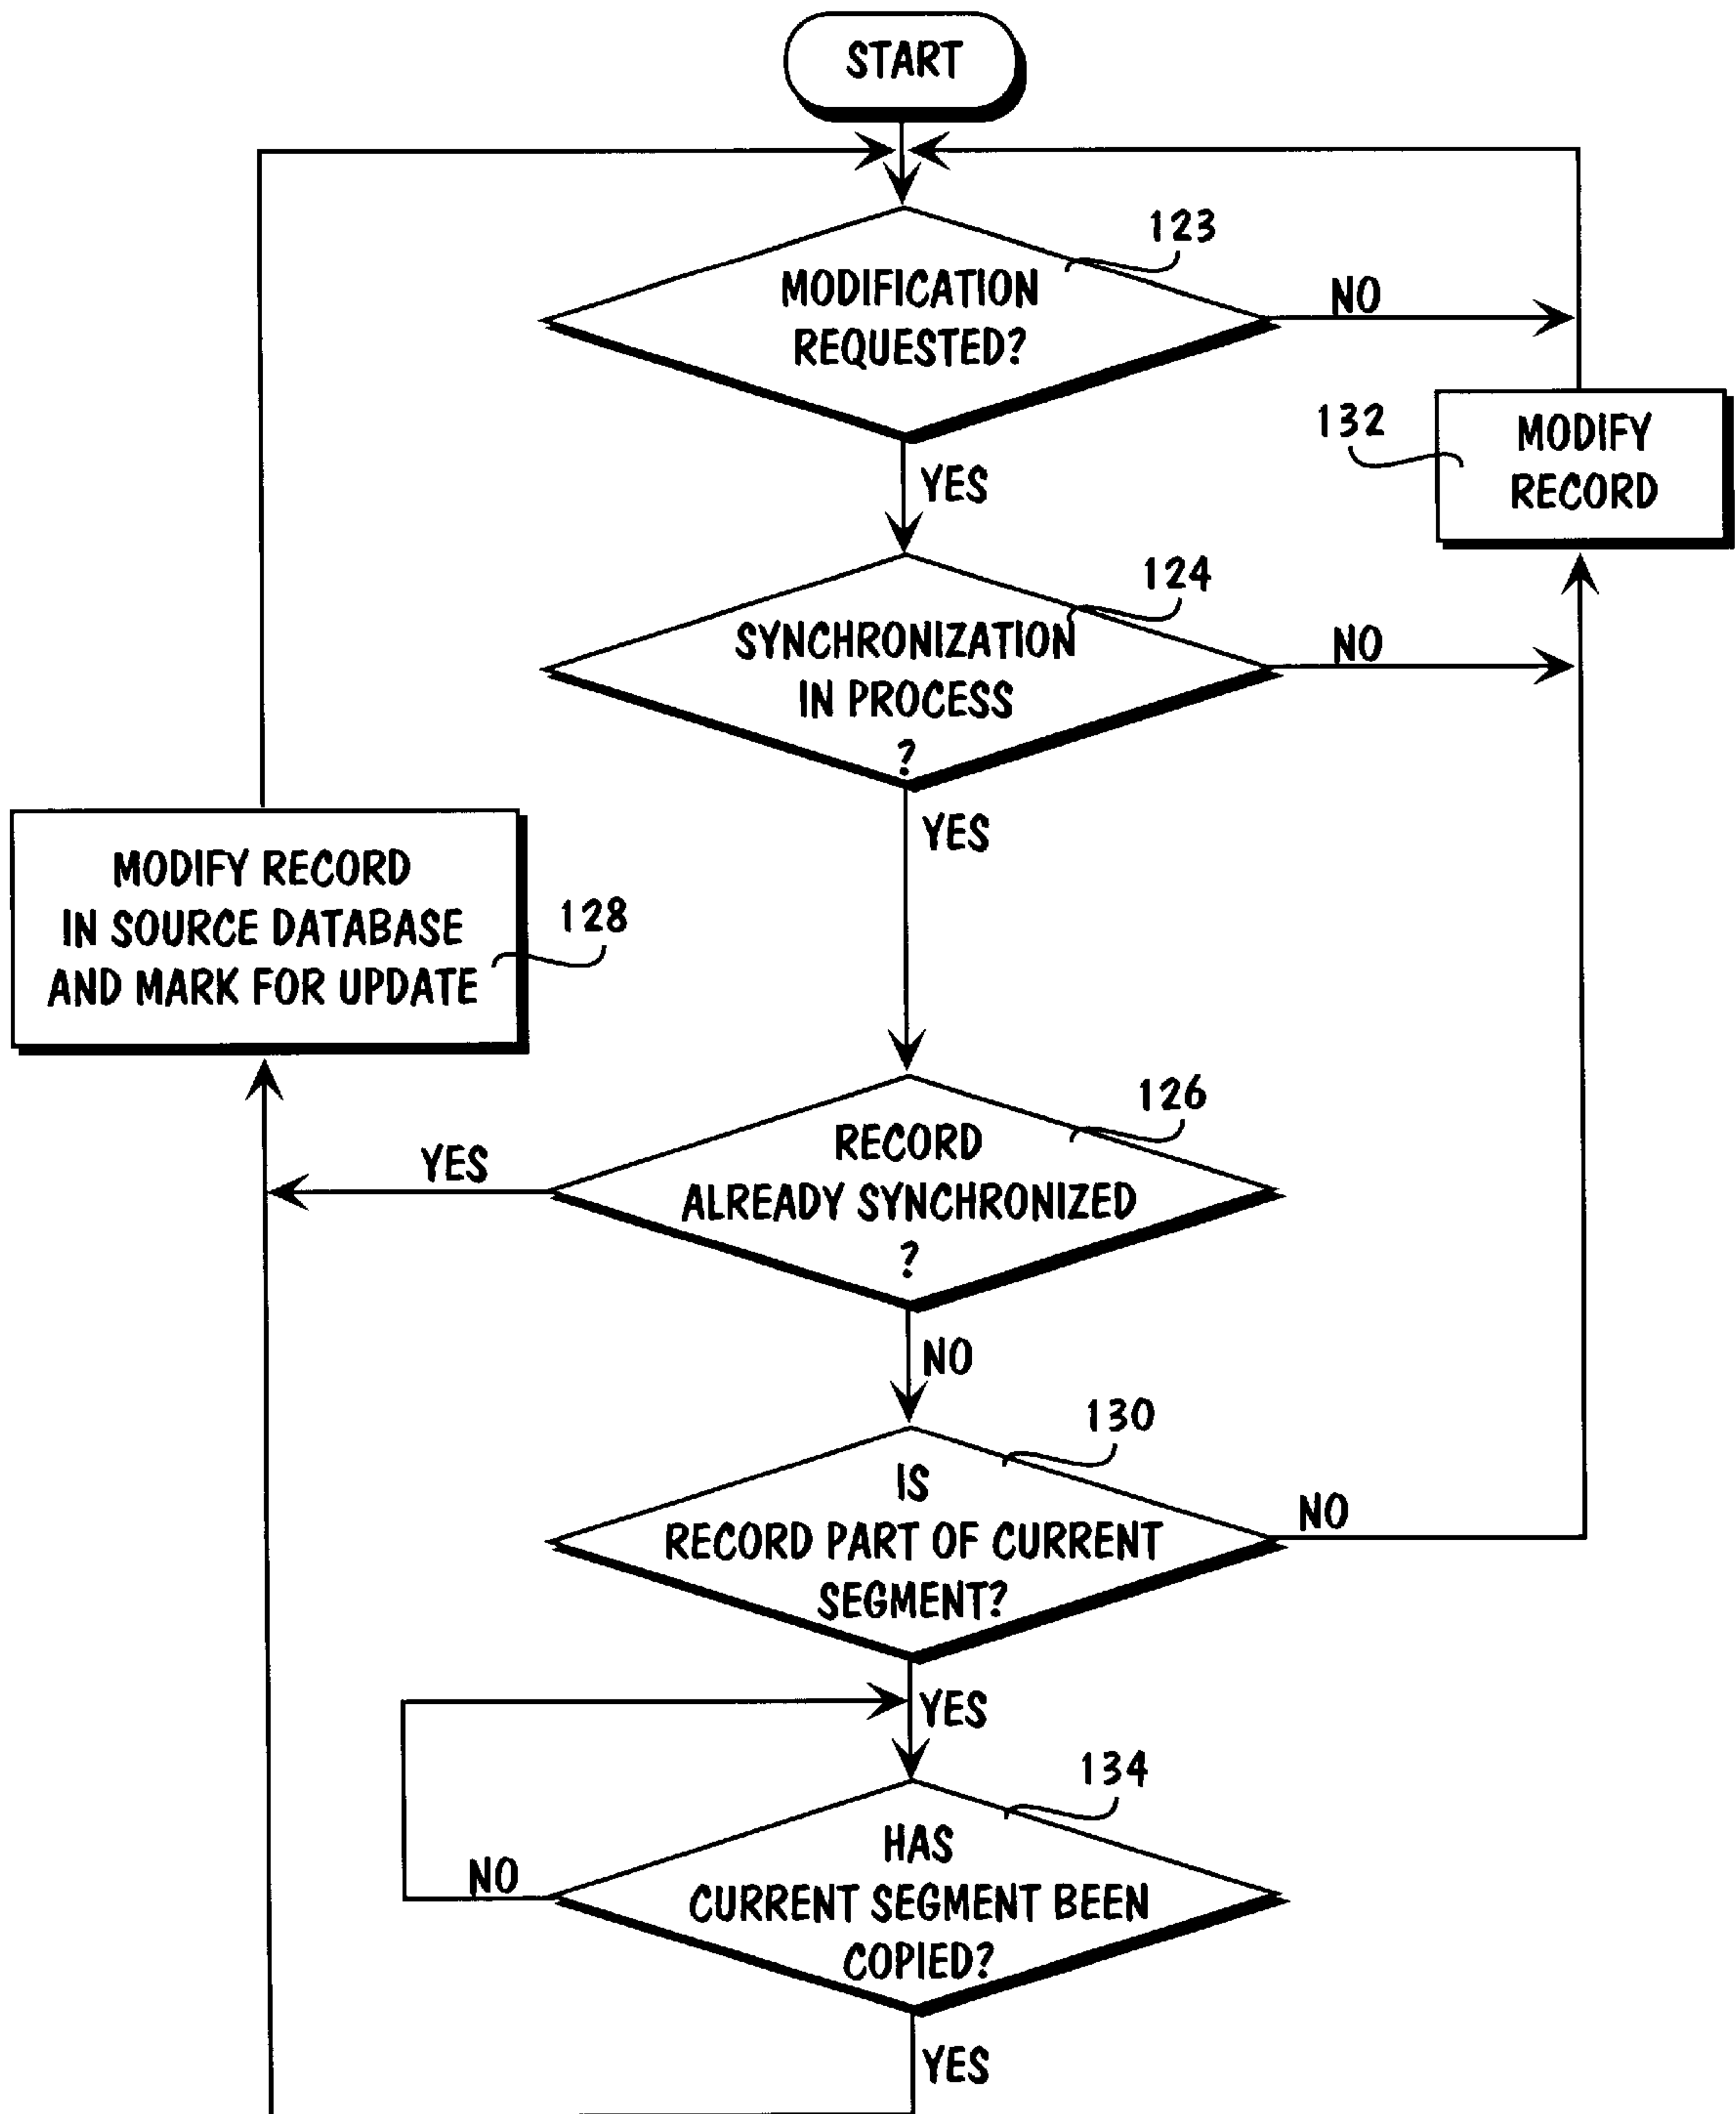 START
123
MODIFICATION
REQUESTED?
NO
132
MODIFY
RECORD
YES
124
SYNCHRONIZATION
IN PROCESS
?
NO
YES
MODIFY RECORD
IN SOURCE DATABASE
AND MARK FOR UPDATE
128
126
RECORD
ALREADY SYNCHRONIZED
?
YES
NO
130
IS
RECORD PART OF CURRENT
SEGMENT?
NO
YES
134
HAS
CURRENT SEGMENT BEEN
COPIED?
NO
YES